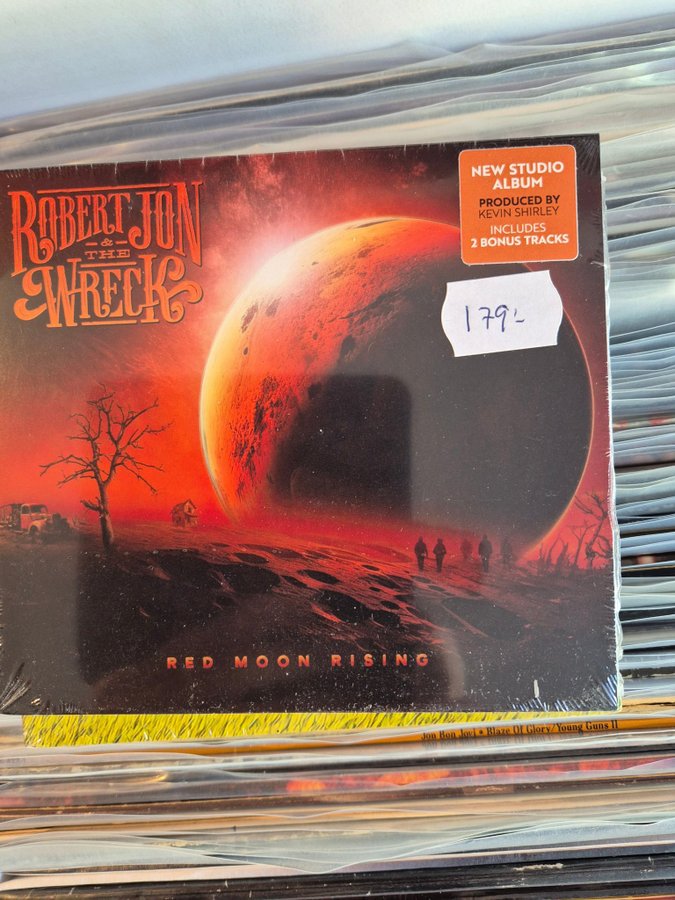 ROBERT JON
& THE
WRECK
NEW STUDIO
ALBUM
PRODUCED BY
KEVIN SHIRLEY
INCLUDES
2 BONUS TRACKS
179:-
RED MOON RISING
Jon Bon Jovi • Blaze Of Glory/Young Guns II